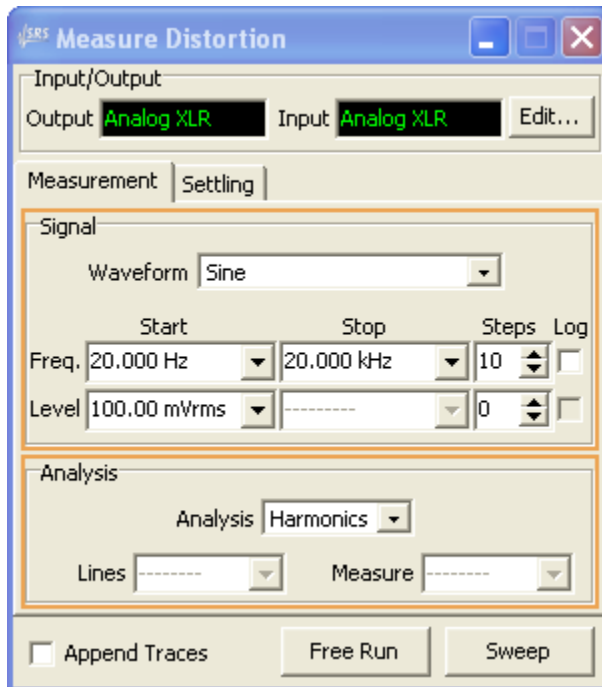 SRS Measure Distortion
Input/Output
Output Analog XLR Input Analog XLR Edit...
Measurement Settling
Signal
Waveform Sine
Start Stop Steps Log
Freq. 20.000 Hz 20.000 kHz 10
Level 100.00 mVrms --------- 0
Analysis
Analysis Harmonics
Lines -------- Measure --------
Append Traces Free Run Sweep